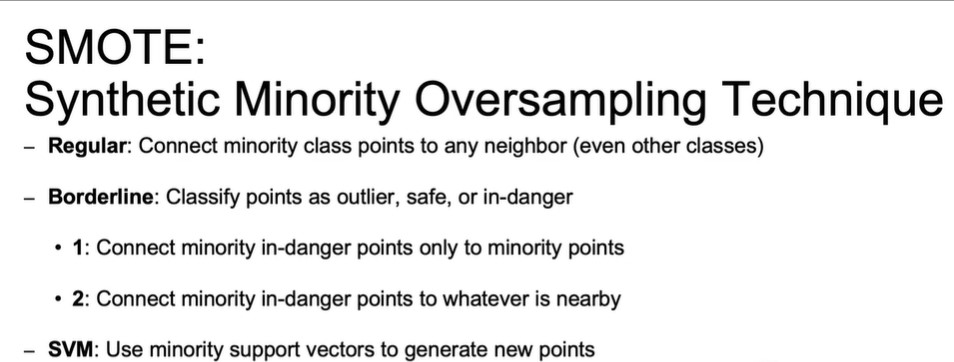 SMOTE:
Synthetic Minority Oversampling Technique
– Regular: Connect minority class points to any neighbor (even other classes)
– Borderline: Classify points as outlier, safe, or in-danger
• 1: Connect minority in-danger points only to minority points
• 2: Connect minority in-danger points to whatever is nearby
– SVM: Use minority support vectors to generate new points